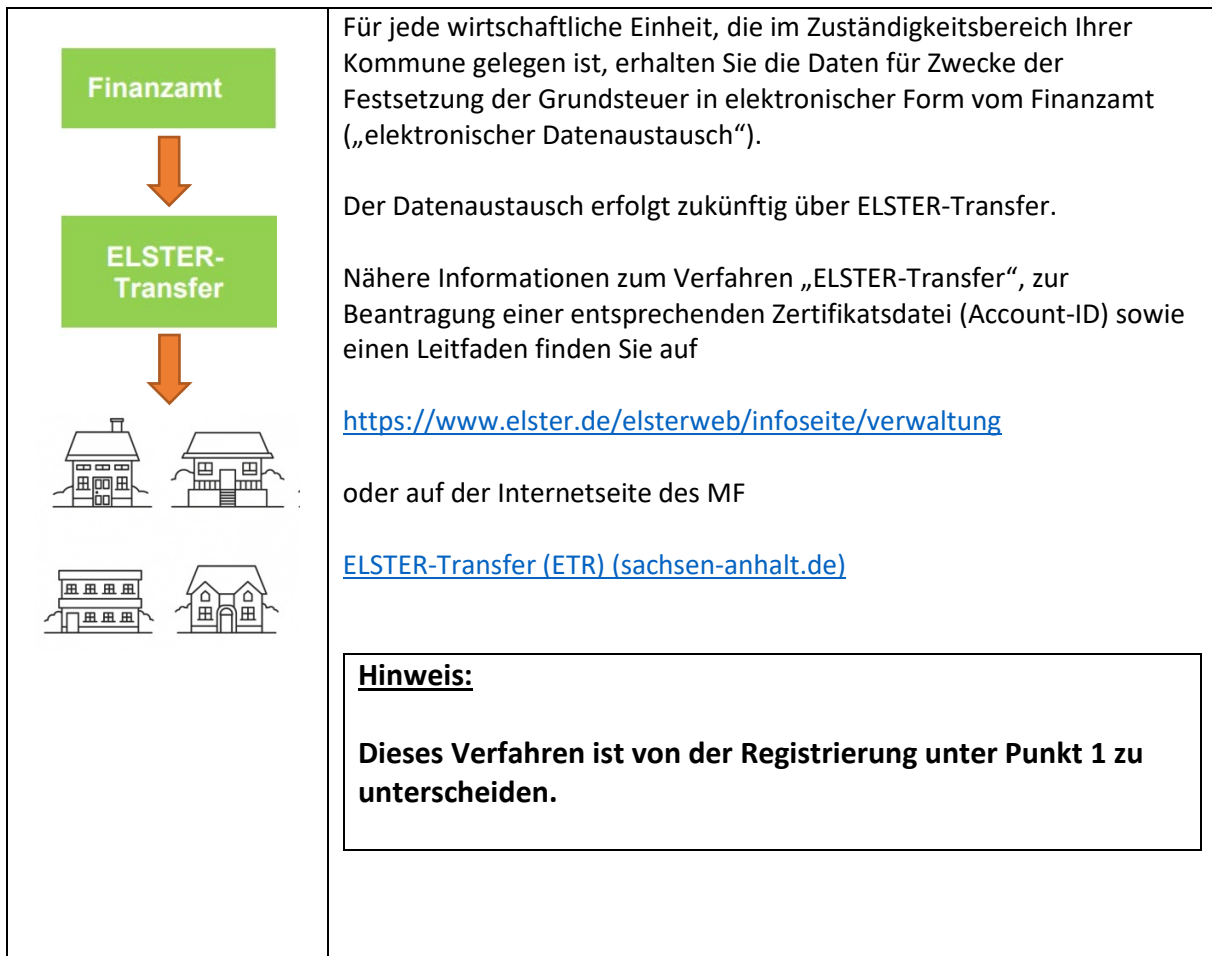 Finanzamt
ELSTER-
Transfer
Für jede wirtschaftliche Einheit, die im Zuständigkeitsbereich Ihrer
Kommune gelegen ist, erhalten Sie die Daten für Zwecke der
Festsetzung der Grundsteuer in elektronischer Form vom Finanzamt
(„elektronischer Datenaustausch“).
Der Datenaustausch erfolgt zukünftig über ELSTER-Transfer.
Nähere Informationen zum Verfahren „ELSTER-Transfer“, zur
Beantragung einer entsprechenden Zertifikatsdatei (Account-ID) sowie
einen Leitfaden finden Sie auf
https://www.elster.de/elsterweb/infoseite/verwaltung
oder auf der Internetseite des MF
ELSTER-Transfer (ETR) (sachsen-anhalt.de)
Hinweis:
Dieses Verfahren ist von der Registrierung unter Punkt 1 zu
unterscheiden.